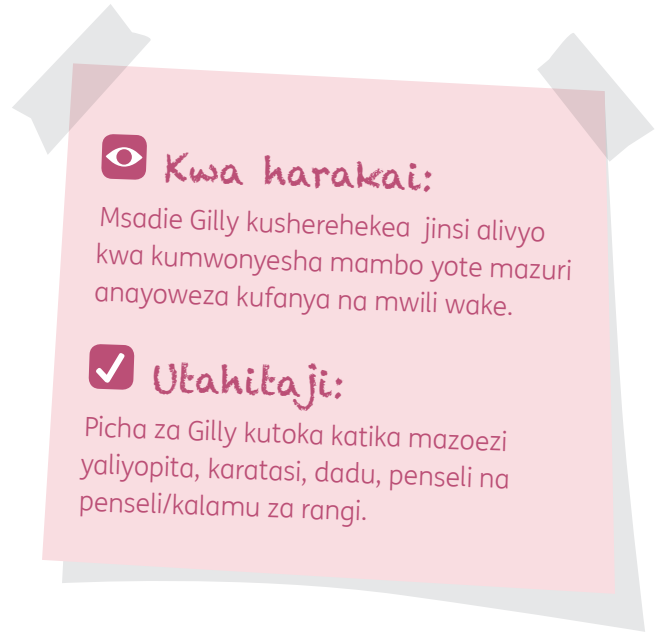 Kwa harakai:
Msadie Gilly kusherehekea jinsi alivyo
kwa kumwonyesha mambo yote mazuri
anayoweza kufanya na mwili wake.
Utahitaji:
Picha za Gilly kutoka katika mazoezi
yaliyopita, karatasi, dadu, penseli na
penseli/kalamu za rangi.